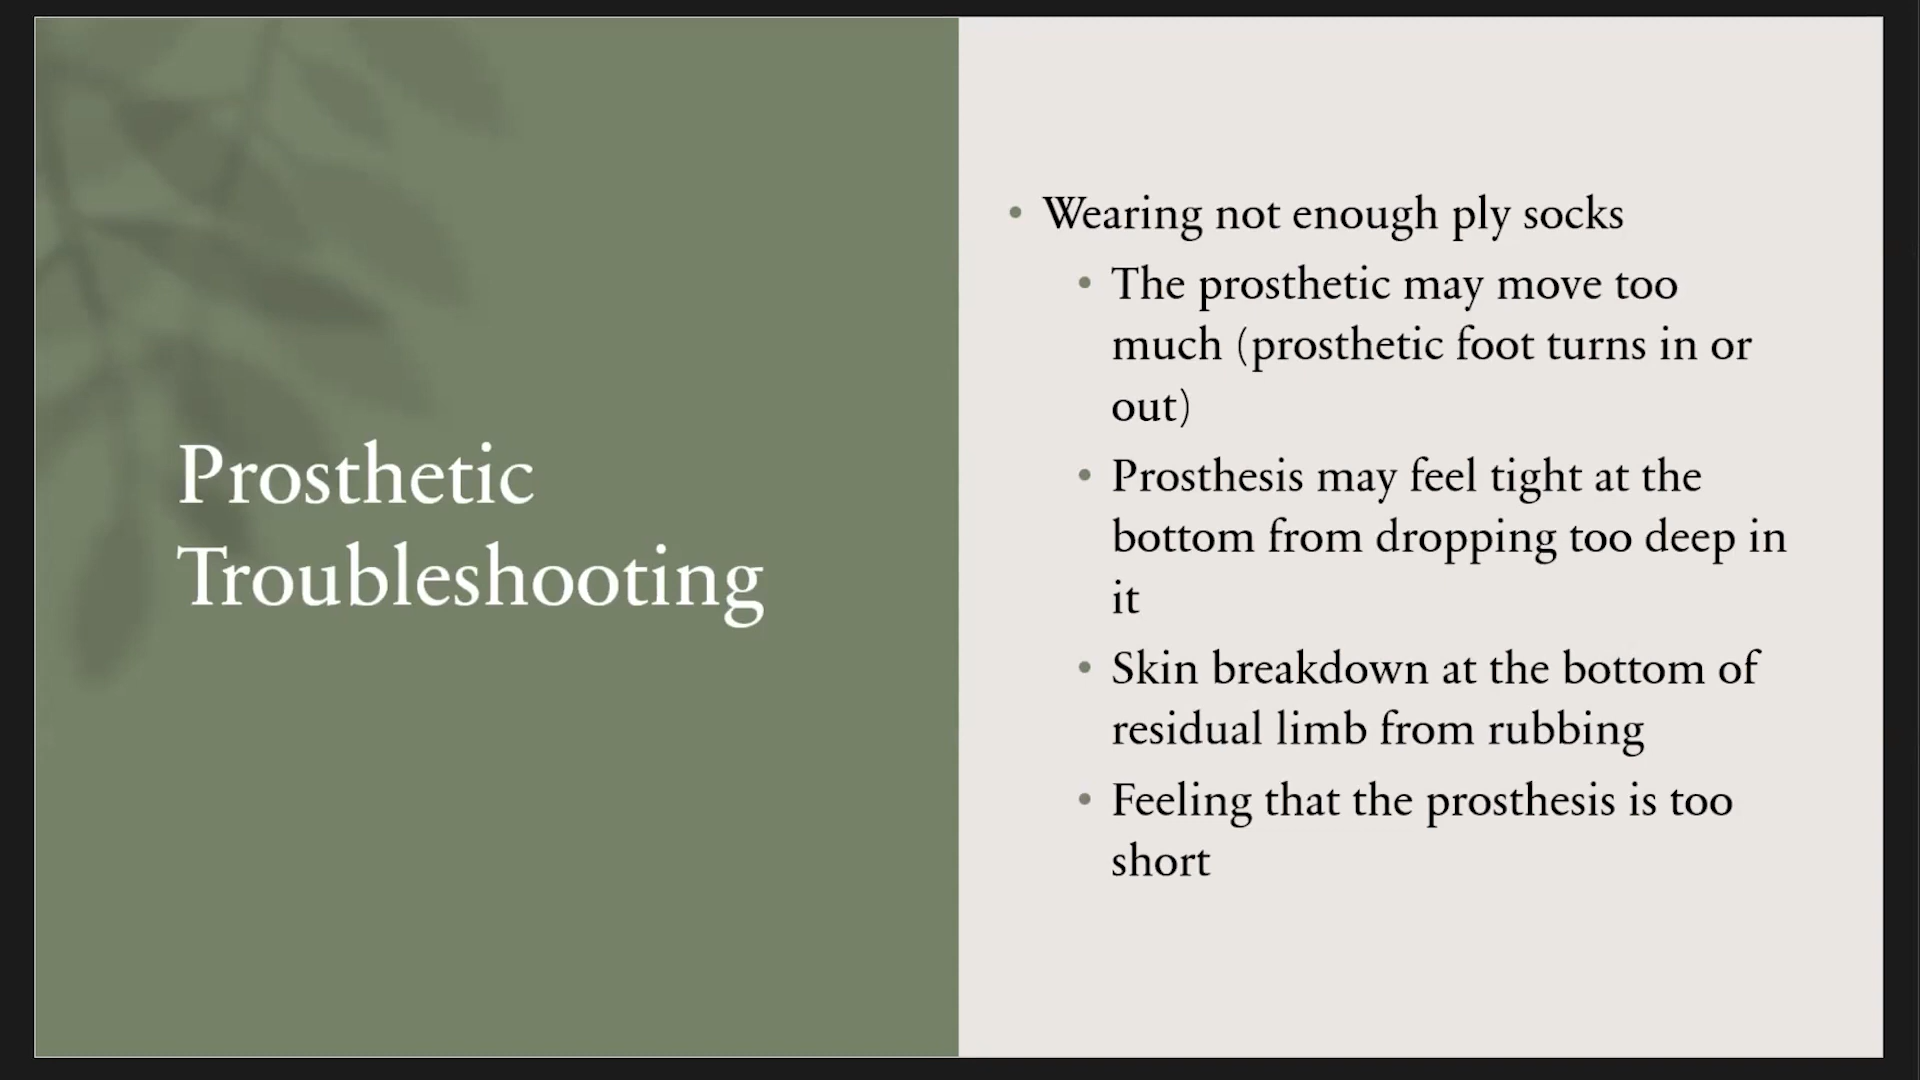 Prosthetic
Troubleshooting
• Wearing not enough ply socks
• The prosthetic may move too
much (prosthetic foot turns in or
out)
• Prosthesis may feel tight at the
bottom from dropping too deep in
it
• Skin breakdown at the bottom of
residual limb from rubbing
• Feeling that the prosthesis is too
short